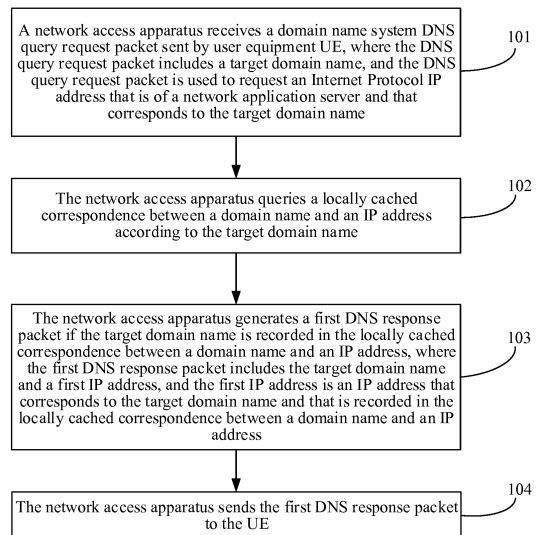 A network access apparatus receives a domain name system DNS
query request packet sent by user equipment UE, where the DNS
query request packet includes a target domain name, and the DNS
query request packet is used to request an Internet Protocol IP
address that is of a network application server and that
corresponds to the target domain name
101
The network access apparatus queries a locally cached
correspondence between a domain name and an IP address
according to the target domain name
102
The network access apparatus generates a first DNS response
packet if the target domain name is recorded in the locally cached
correspondence between a domain name and an IP address, where
the first DNS response packet includes the target domain name
and a first IP address, and the first IP address is an IP address that
corresponds to the target domain name and that is recorded in the
locally cached correspondence between a domain name and an IP
address
103
The network access apparatus sends the first DNS response packet
to the UE
104